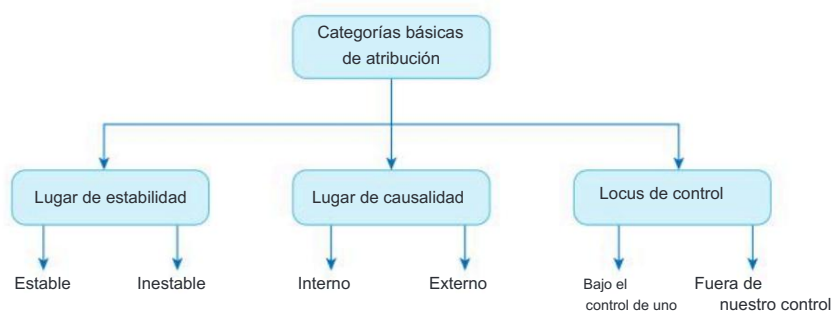 Categorías básicas
de atribución
Lugar de estabilidad
Lugar de causalidad
Locus de control
Estable
Inestable
Interno
Externo
Bajo el
control de uno
Fuera de
nuestro control